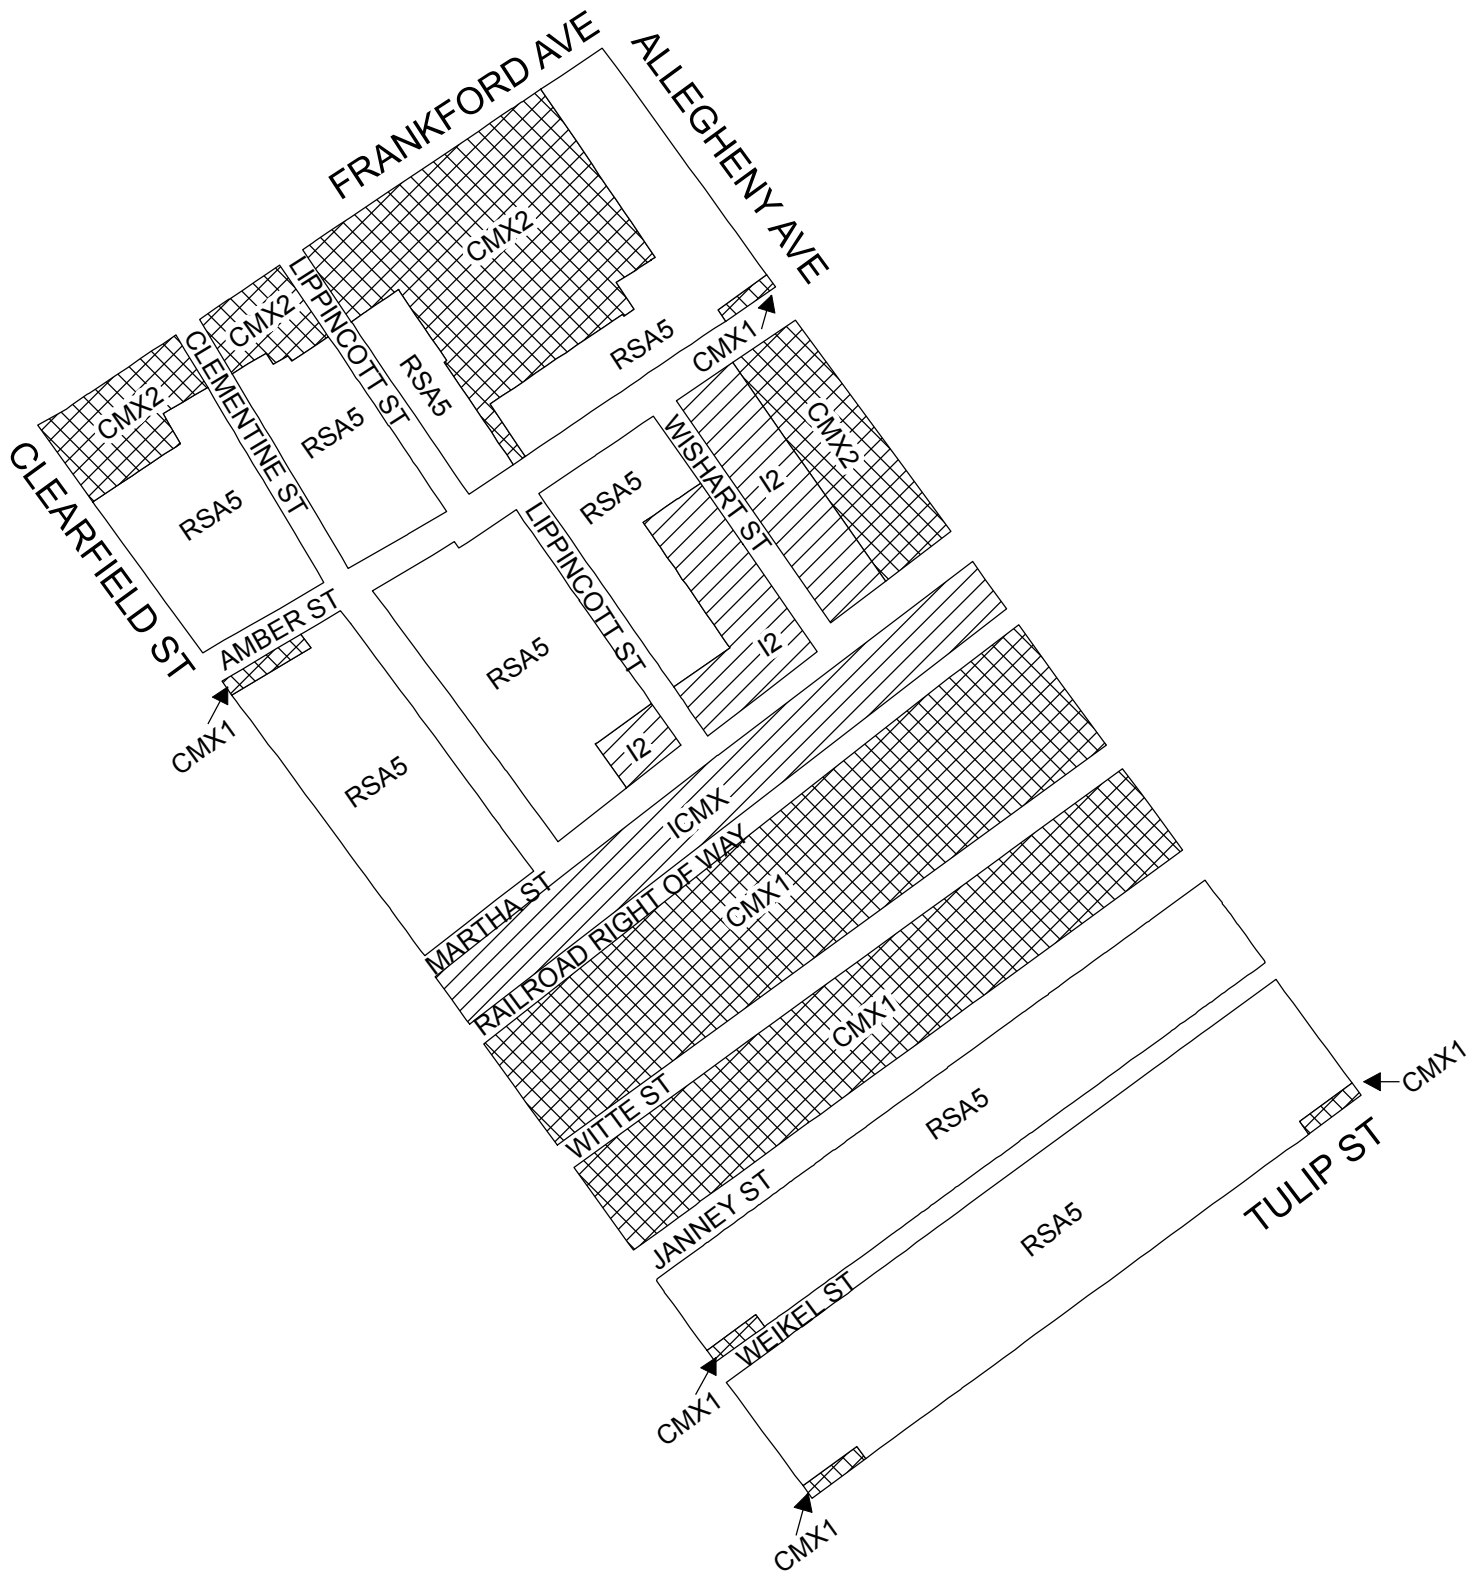 FRANKFORD AVE
ALLEGHENY AVE
CMX2
LIPPINCOTT ST
CMX2
CLEMENTINE ST
CMX2
RSA5
RSA5
CMX1
RSA5
RSA5
CLEARFIELD ST
CMX2
I2
WISHART ST
RSA5
LIPPINCOTT ST
AMBER ST
RSA5
I2
CMX1
I2
RSA5
ICMX
MARTHA ST
RAILROAD RIGHT OF WAY
CMX1
CMX1
WITTE ST
JANNEY ST
RSA5
CMX1
TULIP ST
RSA5
WEIKEL ST
CMX1
CMX1